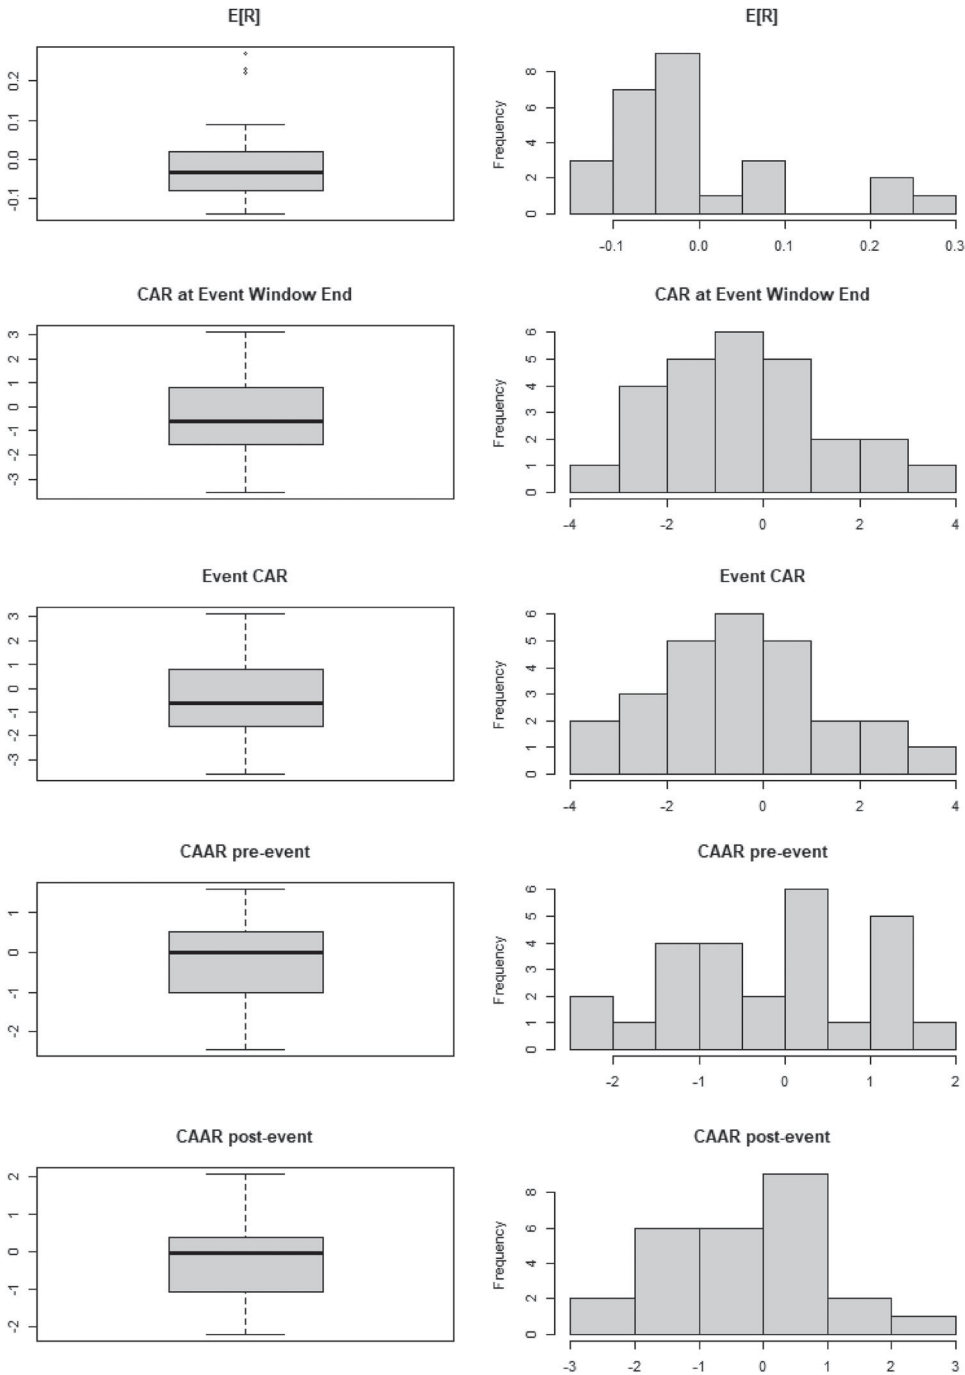 E[R]
0.2
0.1
0.0
-0.1
E[R]
Frequency
8
6
4
2
0
-0.1 0.0 0.1 0.2 0.3
CAR at Event Window End
3
2
1
0
-1
-2
-3
CAR at Event Window End
Frequency
6
5
4
3
2
1
0
-4 -2 0 2 4
Event CAR
3
2
1
0
-1
-2
-3
Event CAR
Frequency
6
5
4
3
2
1
0
-4 -2 0 2 4
CAAR pre-event
1
0
-1
-2
CAAR pre-event
Frequency
6
5
4
3
2
1
0
-2 -1 0 1 2
CAAR post-event
2
1
0
-1
-2
CAAR post-event
Frequency
8
6
4
2
0
-3 -2 -1 0 1 2 3